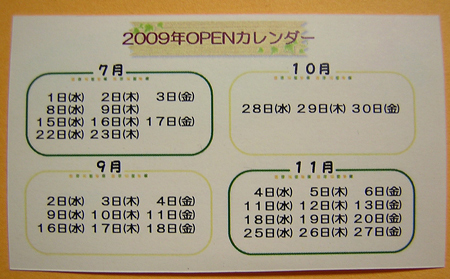 2009年OPENカレンダー
7月
1日(水) 2日(木) 3日(金)
8日(水) 9日(木)
15日(水) 16日(木) 17日(金)
22日(水) 23日(木)
10月
28日(水) 29日(木) 30日(金)
9月
2日(水) 3日(木) 4日(金)
9日(水) 10日(木) 11日(金)
16日(水) 17日(木) 18日(金)
11月
4日(水) 5日(木) 6日(金)
11日(水) 12日(木) 13日(金)
18日(水) 19日(木) 20日(金)
25日(水) 26日(木) 27日(金)